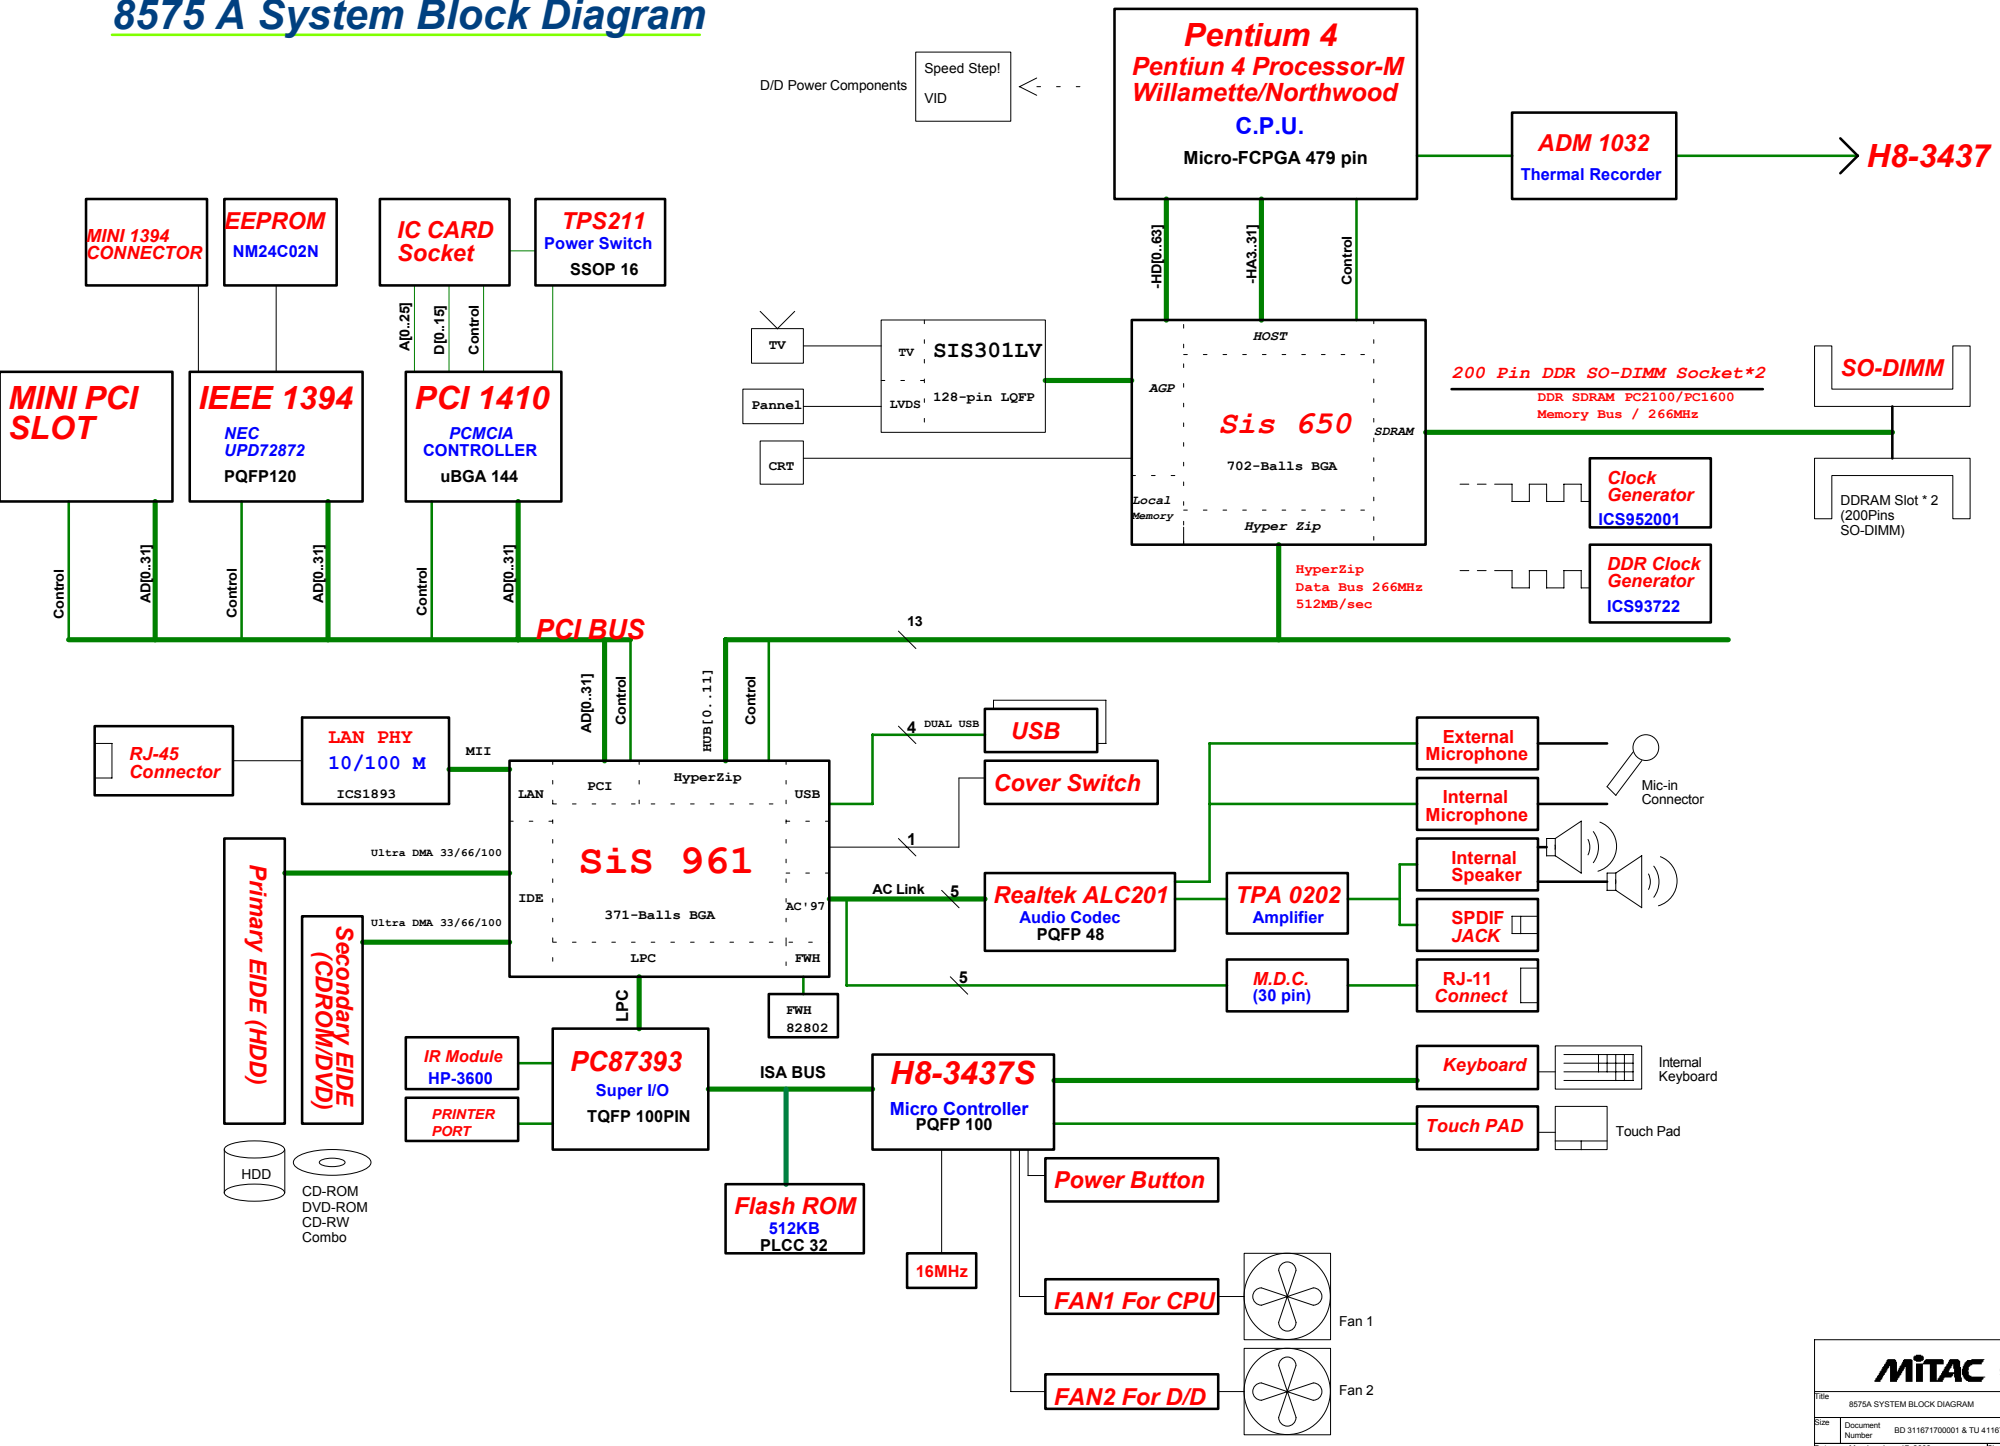 8575 A System Block Diagram
D/D Power Components
Speed Step!
VID
Pentium 4
Pentiun 4 Processor-M
Willamette/Northwood
C.P.U.
Micro-FCPGA 479 pin
ADM 1032
Thermal Recorder
H8-3437
MINI 1394
CONNECTOR
EEPROM
NM24C02N
IC CARD
Socket
TPS211
Power Switch
SSOP 16
A[0..25]
D[0..15]
Control
-HD[0..63]
-HA3..31]
Control
MINI PCI
SLOT
IEEE 1394
NEC
UPD72872
PQFP120
PCI 1410
PCMCIA
CONTROLLER
uBGA 144
TV
Pannel
CRT
TV
LVDS
SIS301LV
128-pin LQFP
HOST
AGP
Sis 650
SDRAM
702-Balls BGA
Local
Memory
Hyper Zip
200 Pin DDR SO-DIMM Socket*2
DDR SDRAM PC2100/PC1600
Memory Bus / 266MHz
SO-DIMM
DDRAM Slot * 2
(200Pins
SO-DIMM)
Clock
Generator
ICS952001
DDR Clock
Generator
ICS93722
Control
AD[0..31]
Control
AD[0..31]
Control
AD[0..31]
PCI BUS
HyperZip
Data Bus 266MHz
512MB/sec
13
AD[0..31]
Control
HUB[0..11]
Control
RJ-45
Connector
LAN PHY
10/100 M
ICS1893
MII
LAN
PCI
HyperZip
USB
SiS 961
IDE
371-Balls BGA
AC'97
LPC
FWH
4
DUAL USB
USB
Cover Switch
1
AC Link
5
Realtek ALC201
Audio Codec
PQFP 48
TPA 0202
Amplifier
External
Microphone
Internal
Microphone
Mic-in
Connector
Internal
Speaker
SPDIF
JACK
5
M.D.C.
(30 pin)
RJ-11
Connect
Ultra DMA 33/66/100
Ultra DMA 33/66/100
Primary EIDE (HDD)
Secondary EIDE
(CDROM/DVD)
HDD
CD-ROM
DVD-ROM
CD-RW
Combo
LPC
FWH
82802
IR Module
HP-3600
PRINTER
PORT
PC87393
Super I/O
TQFP 100PIN
ISA BUS
H8-3437S
Micro Controller
PQFP 100
Keyboard
Internal
Keyboard
Touch PAD
Touch Pad
Flash ROM
512KB
PLCC 32
Power Button
16MHz
FAN1 For CPU
Fan 1
FAN2 For D/D
Fan 2
MiTAC
Title
8575A SYSTEM BLOCK DIAGRAM
Size
Document
Number
BD 311671700001 & TU 4116